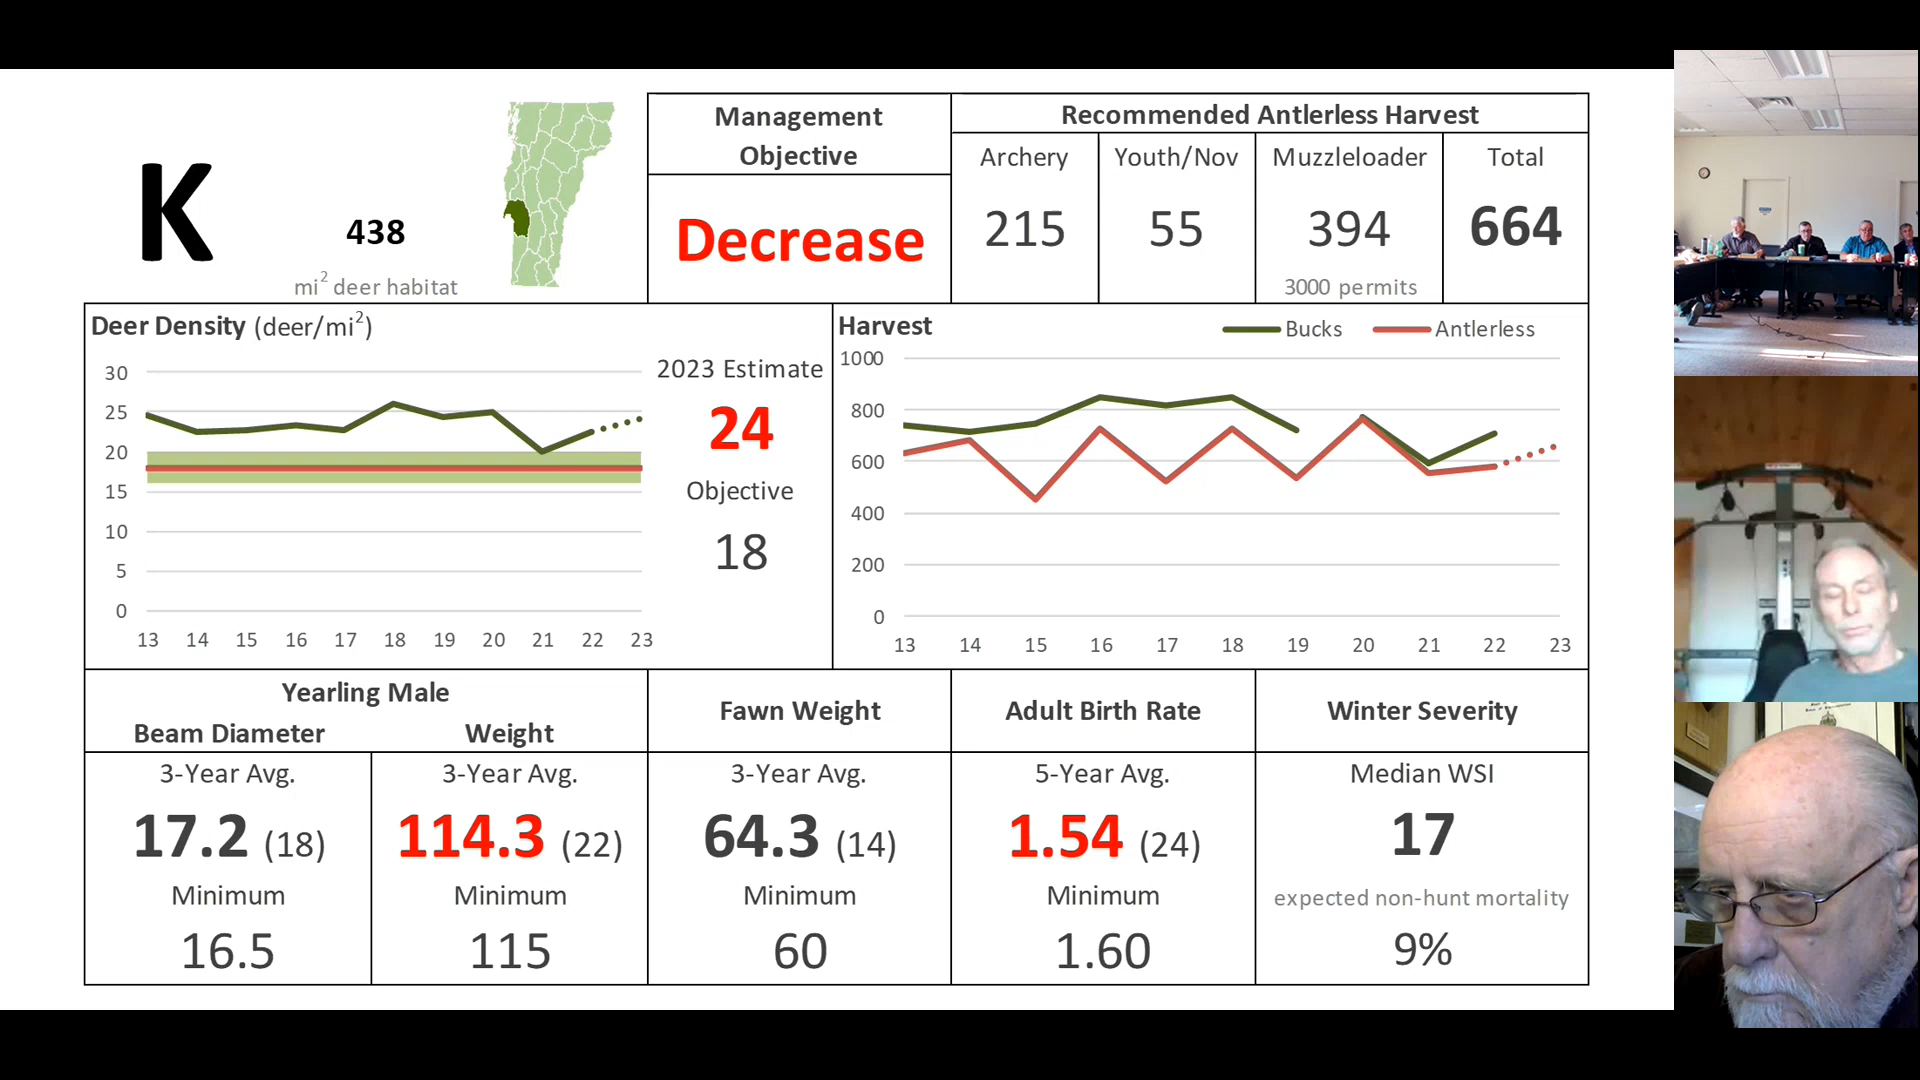 K
438
mi² deer habitat
Management
Objective
Decrease
Recommended Antlerless Harvest
Archery Youth/Nov Muzzleloader Total
215 55 394 664
3000 permits
Deer Density (deer/mi²)
30
25
20
15
10
5
0
13 14 15 16 17 18 19 20 21 22 23
2023 Estimate
24
Objective
18
Harvest
Bucks Antlerless
1000
800
600
400
200
0
13 14 15 16 17 18 19 20 21 22 23
Yearling Male
Beam Diameter Weight
Fawn Weight
Adult Birth Rate
Winter Severity
3-Year Avg. 3-Year Avg. 3-Year Avg. 5-Year Avg. Median WSI
17.2 (18) 114.3 (22) 64.3 (14) 1.54 (24) 17
Minimum Minimum Minimum Minimum expected non-hunt mortality
16.5 115 60 1.60 9%